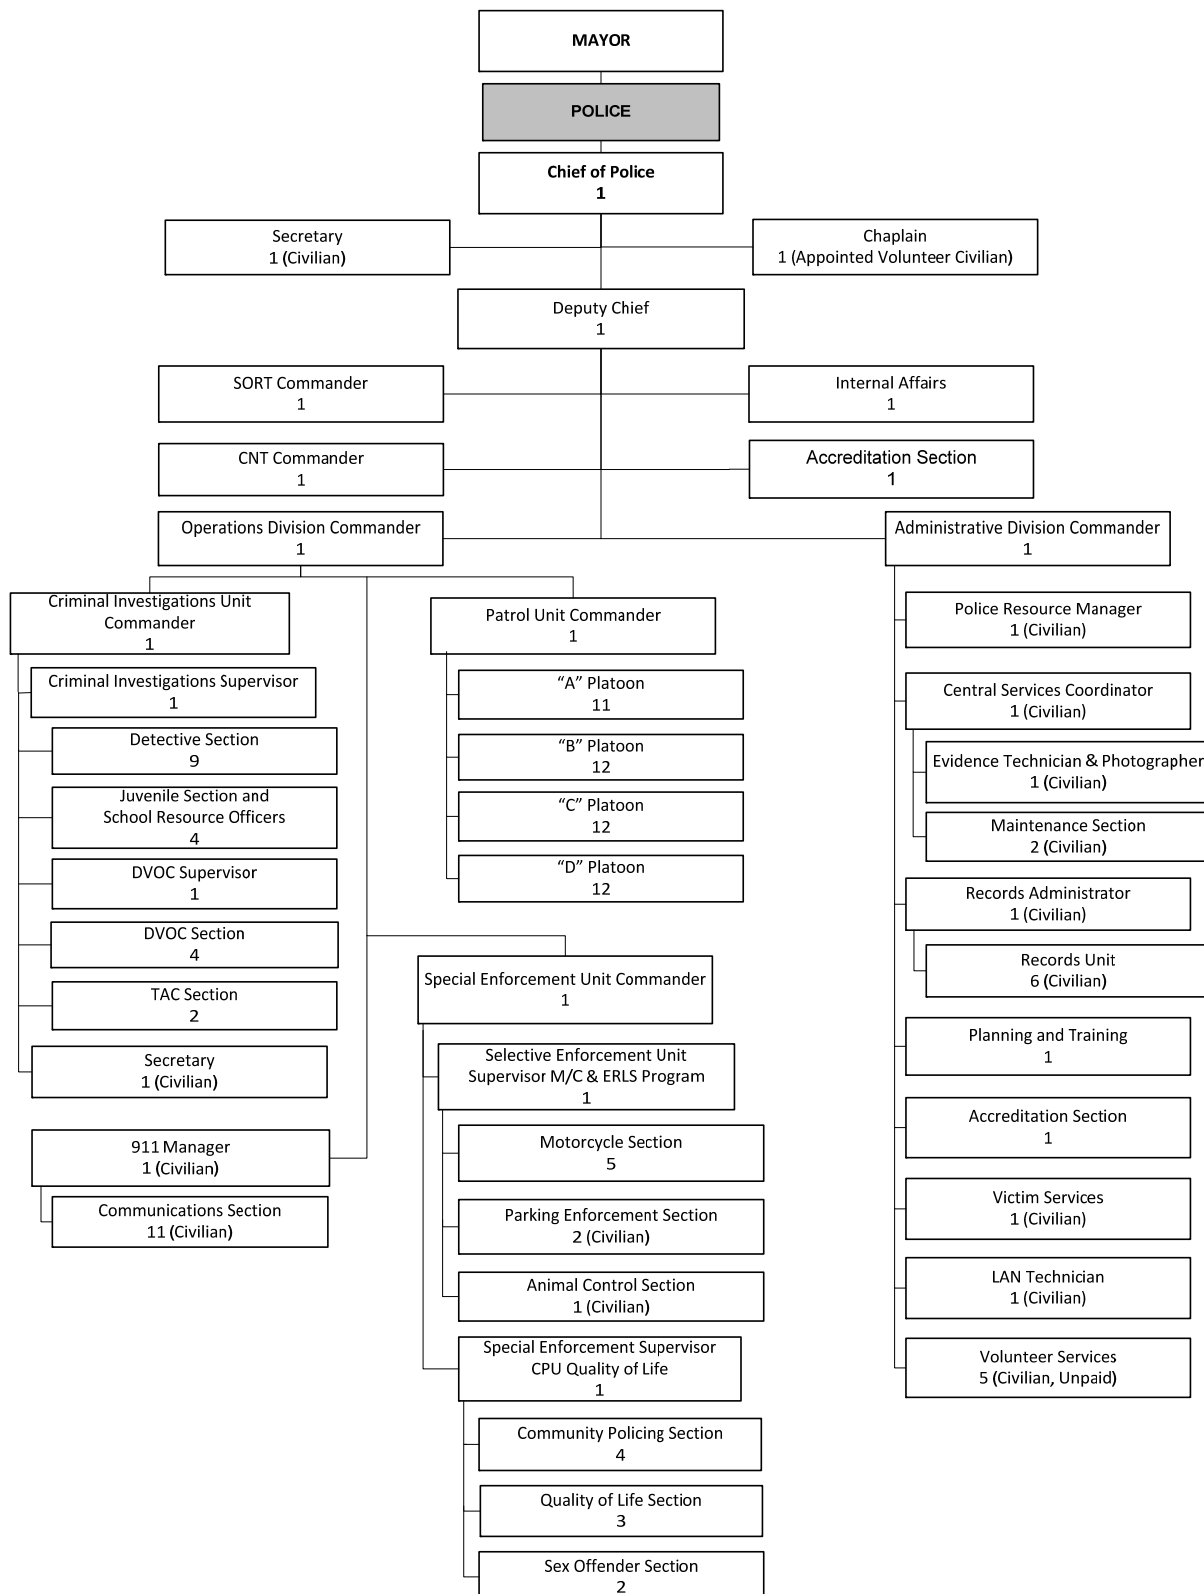 MAYOR
POLICE
Chief of Police
1
Secretary
1 (Civilian)
Chaplain
1 (Appointed Volunteer Civilian)
Deputy Chief
1
SORT Commander
1
Internal Affairs
1
CNT Commander
1
Accreditation Section
1
Operations Division Commander
1
Administrative Division Commander
1
Criminal Investigations Unit
Commander
1
Criminal Investigations Supervisor
1
Detective Section
9
Juvenile Section and
School Resource Officers
4
DVOC Supervisor
1
DVOC Section
4
TAC Section
2
Secretary
1 (Civilian)
911 Manager
1 (Civilian)
Communications Section
11 (Civilian)
Patrol Unit Commander
1
“A” Platoon
11
“B” Platoon
12
“C” Platoon
12
“D” Platoon
12
Special Enforcement Unit Commander
1
Selective Enforcement Unit
Supervisor M/C & ERLS Program
1
Motorcycle Section
5
Parking Enforcement Section
2 (Civilian)
Animal Control Section
1 (Civilian)
Special Enforcement Supervisor
CPU Quality of Life
1
Community Policing Section
4
Quality of Life Section
3
Sex Offender Section
2
Police Resource Manager
1 (Civilian)
Central Services Coordinator
1 (Civilian)
Evidence Technician & Photographer
1 (Civilian)
Maintenance Section
2 (Civilian)
Records Administrator
1 (Civilian)
Records Unit
6 (Civilian)
Planning and Training
1
Accreditation Section
1
Victim Services
1 (Civilian)
LAN Technician
1 (Civilian)
Volunteer Services
5 (Civilian, Unpaid)